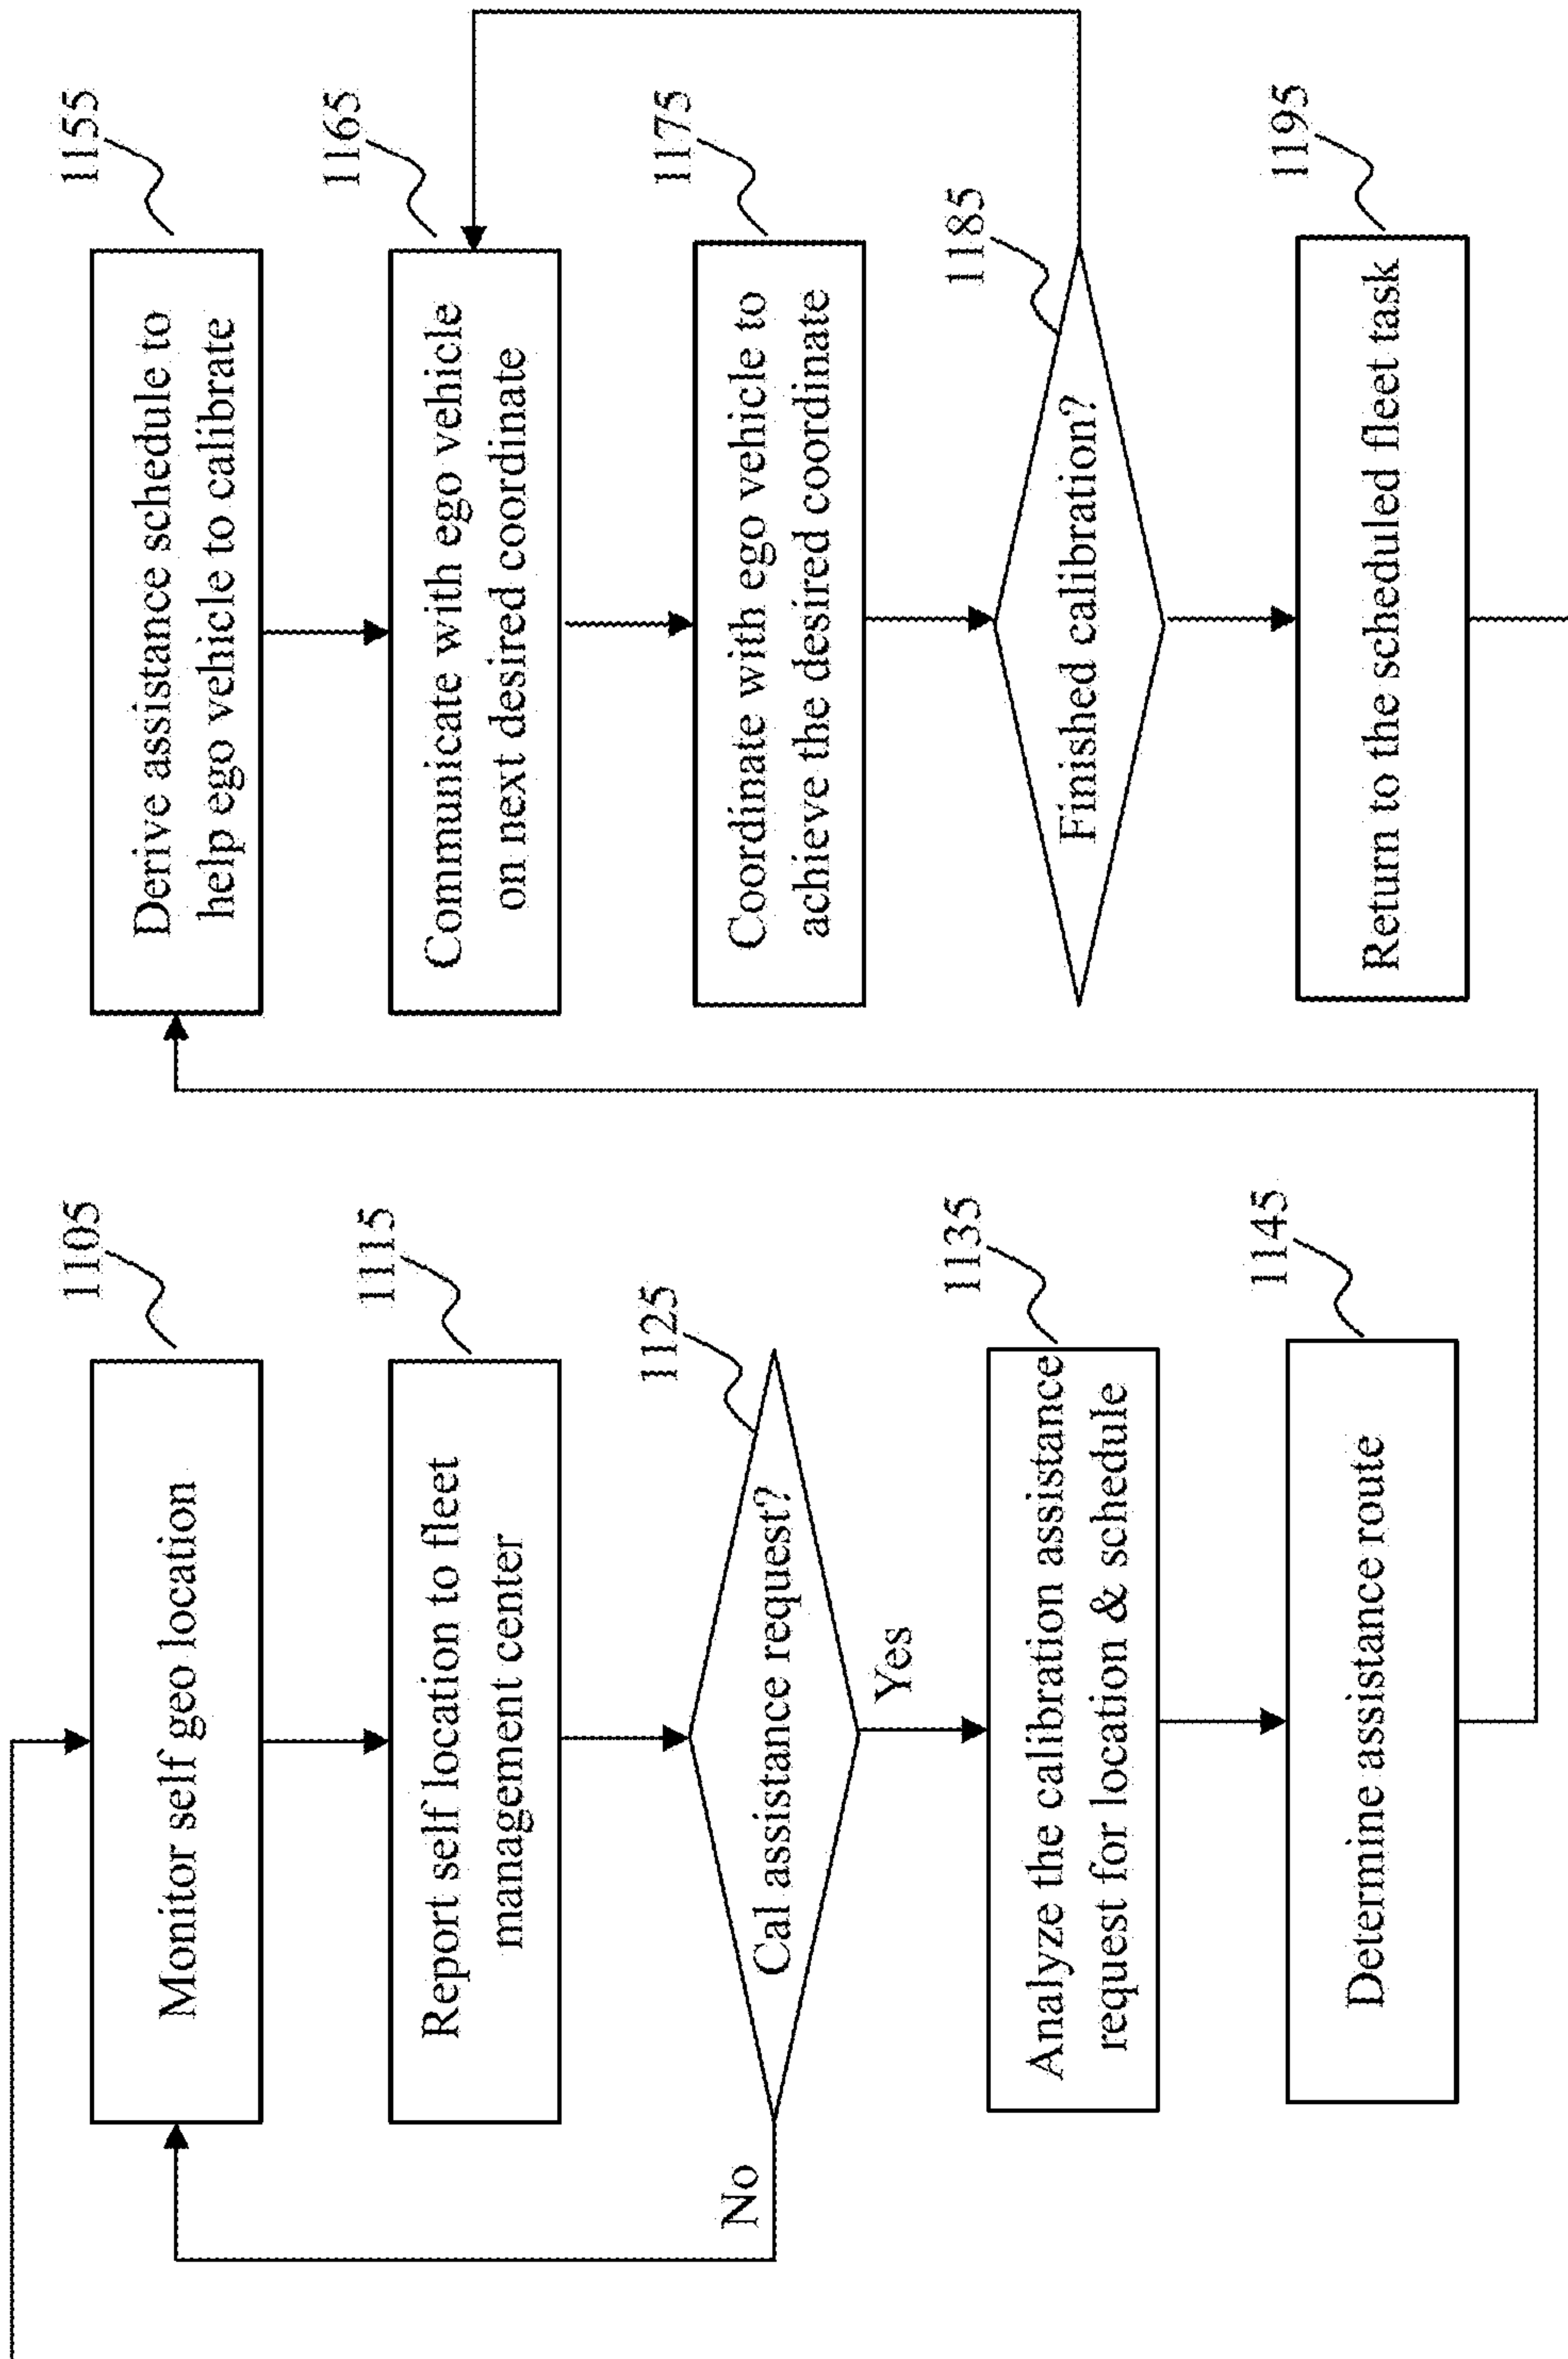 1105
Monitor self geo location
1115
Report self location to fleet
management center
1125
Cal assistance request?
No
Yes
1135
Analyze the calibration assistance
request for location & schedule
1145
Determine assistance route
1155
Derive assistance schedule to
help ego vehicle to calibrate
1165
Communicate with ego vehicle
on next desired coordinate
1175
Coordinate with ego vehicle to
achieve the desired coordinate
1185
Finished calibration?
1195
Return to the scheduled fleet task